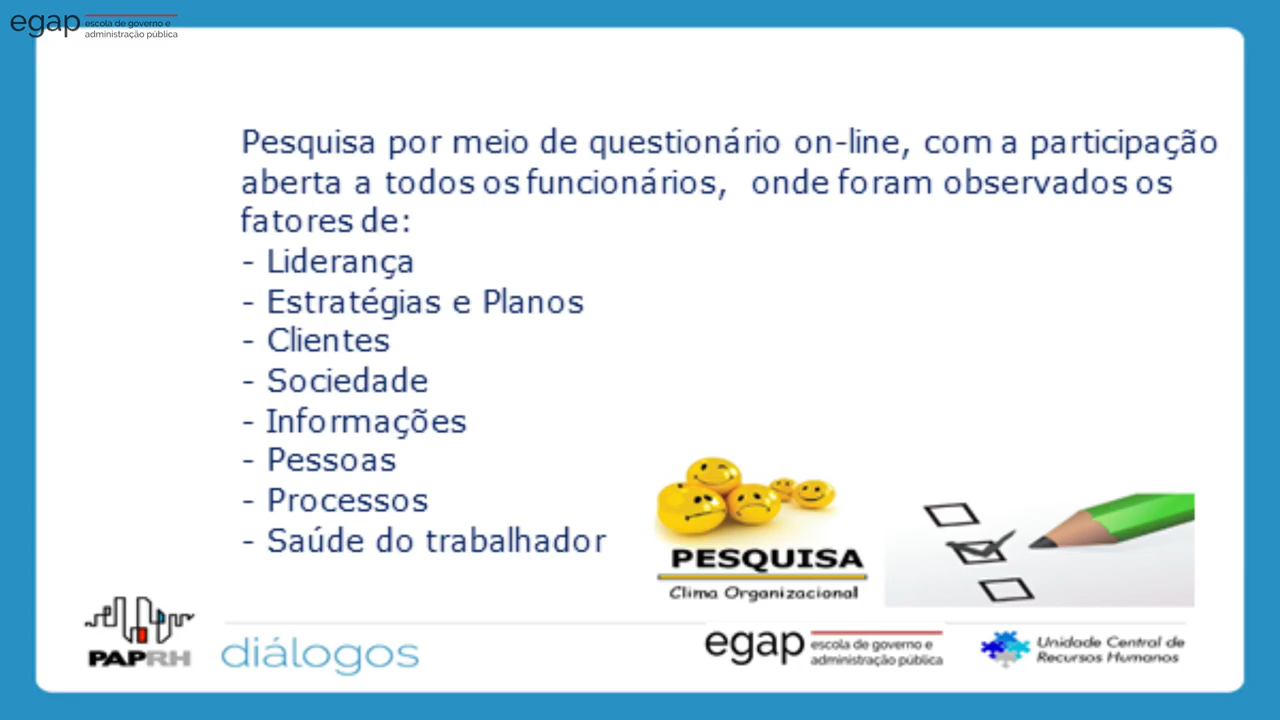 egap escola de governo e
administração pública
Pesquisa por meio de questionário on-line, com a participação
aberta a todos os funcionários, onde foram observados os
fatores de:
- Liderança
- Estratégias e Planos
- Clientes
- Sociedade
- Informações
- Pessoas
- Processos
- Saúde do trabalhador
PESQUISA
Clima Organizacional
PAPRH
diálogos
egap escola de governo e
administração pública
Unidade Central de
Recursos Humanos